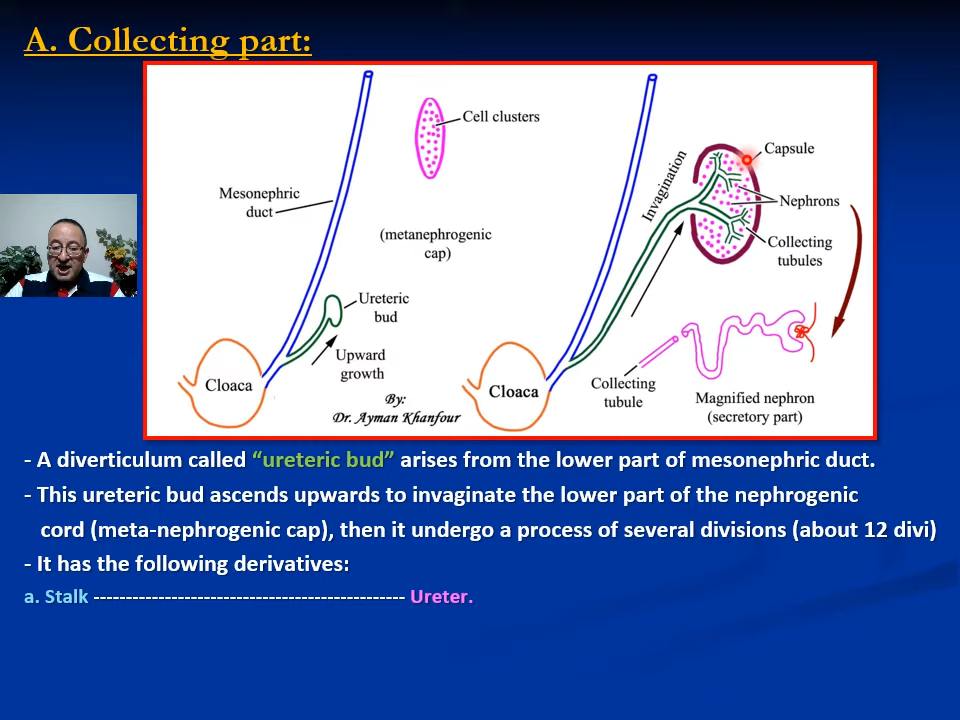 A. Collecting part:
Cell clusters
Mesonephric
duct
(metanephrogenic
cap)
Ureteric
bud
Upward
growth
Cloaca
By:
Dr. Ayman Khanfour
Invagination
Capsule
Nephrons
Collecting
tubules
Cloaca
Collecting
tubule
Magnified nephron
(secretory part)
- A diverticulum called “ureteric bud” arises from the lower part of mesonephric duct.
- This ureteric bud ascends upwards to invaginate the lower part of the nephrogenic
cord (meta-nephrogenic cap), then it undergo a process of several divisions (about 12 divi)
- It has the following derivatives:
a. Stalk ------------------------------------------------ Ureter.